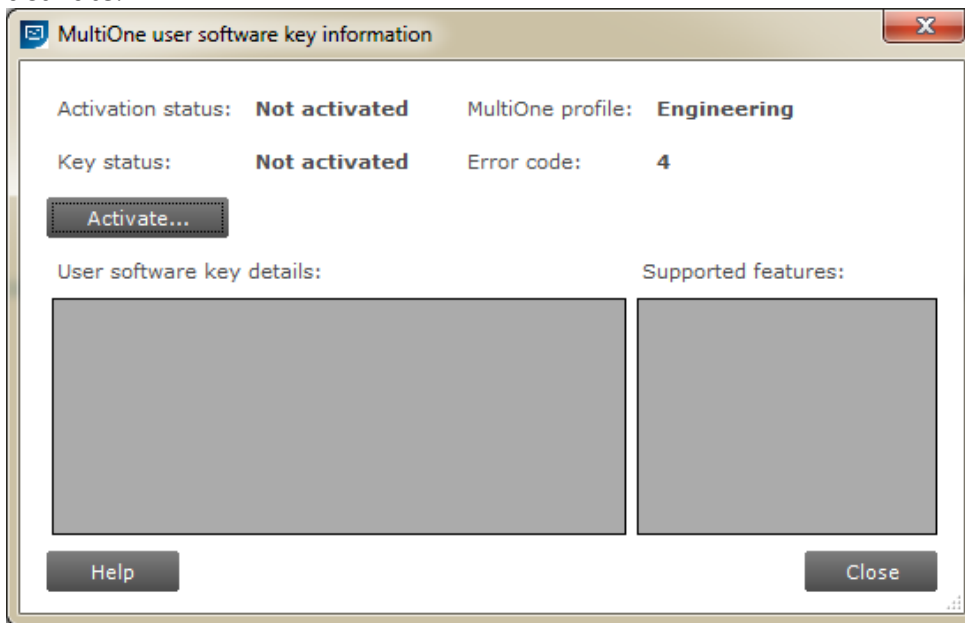 MultiOne user software key information
Activation status: Not activated MultiOne profile: Engineering
Key status: Not activated Error code: 4
Activate...
User software key details: Supported features:
Help Close